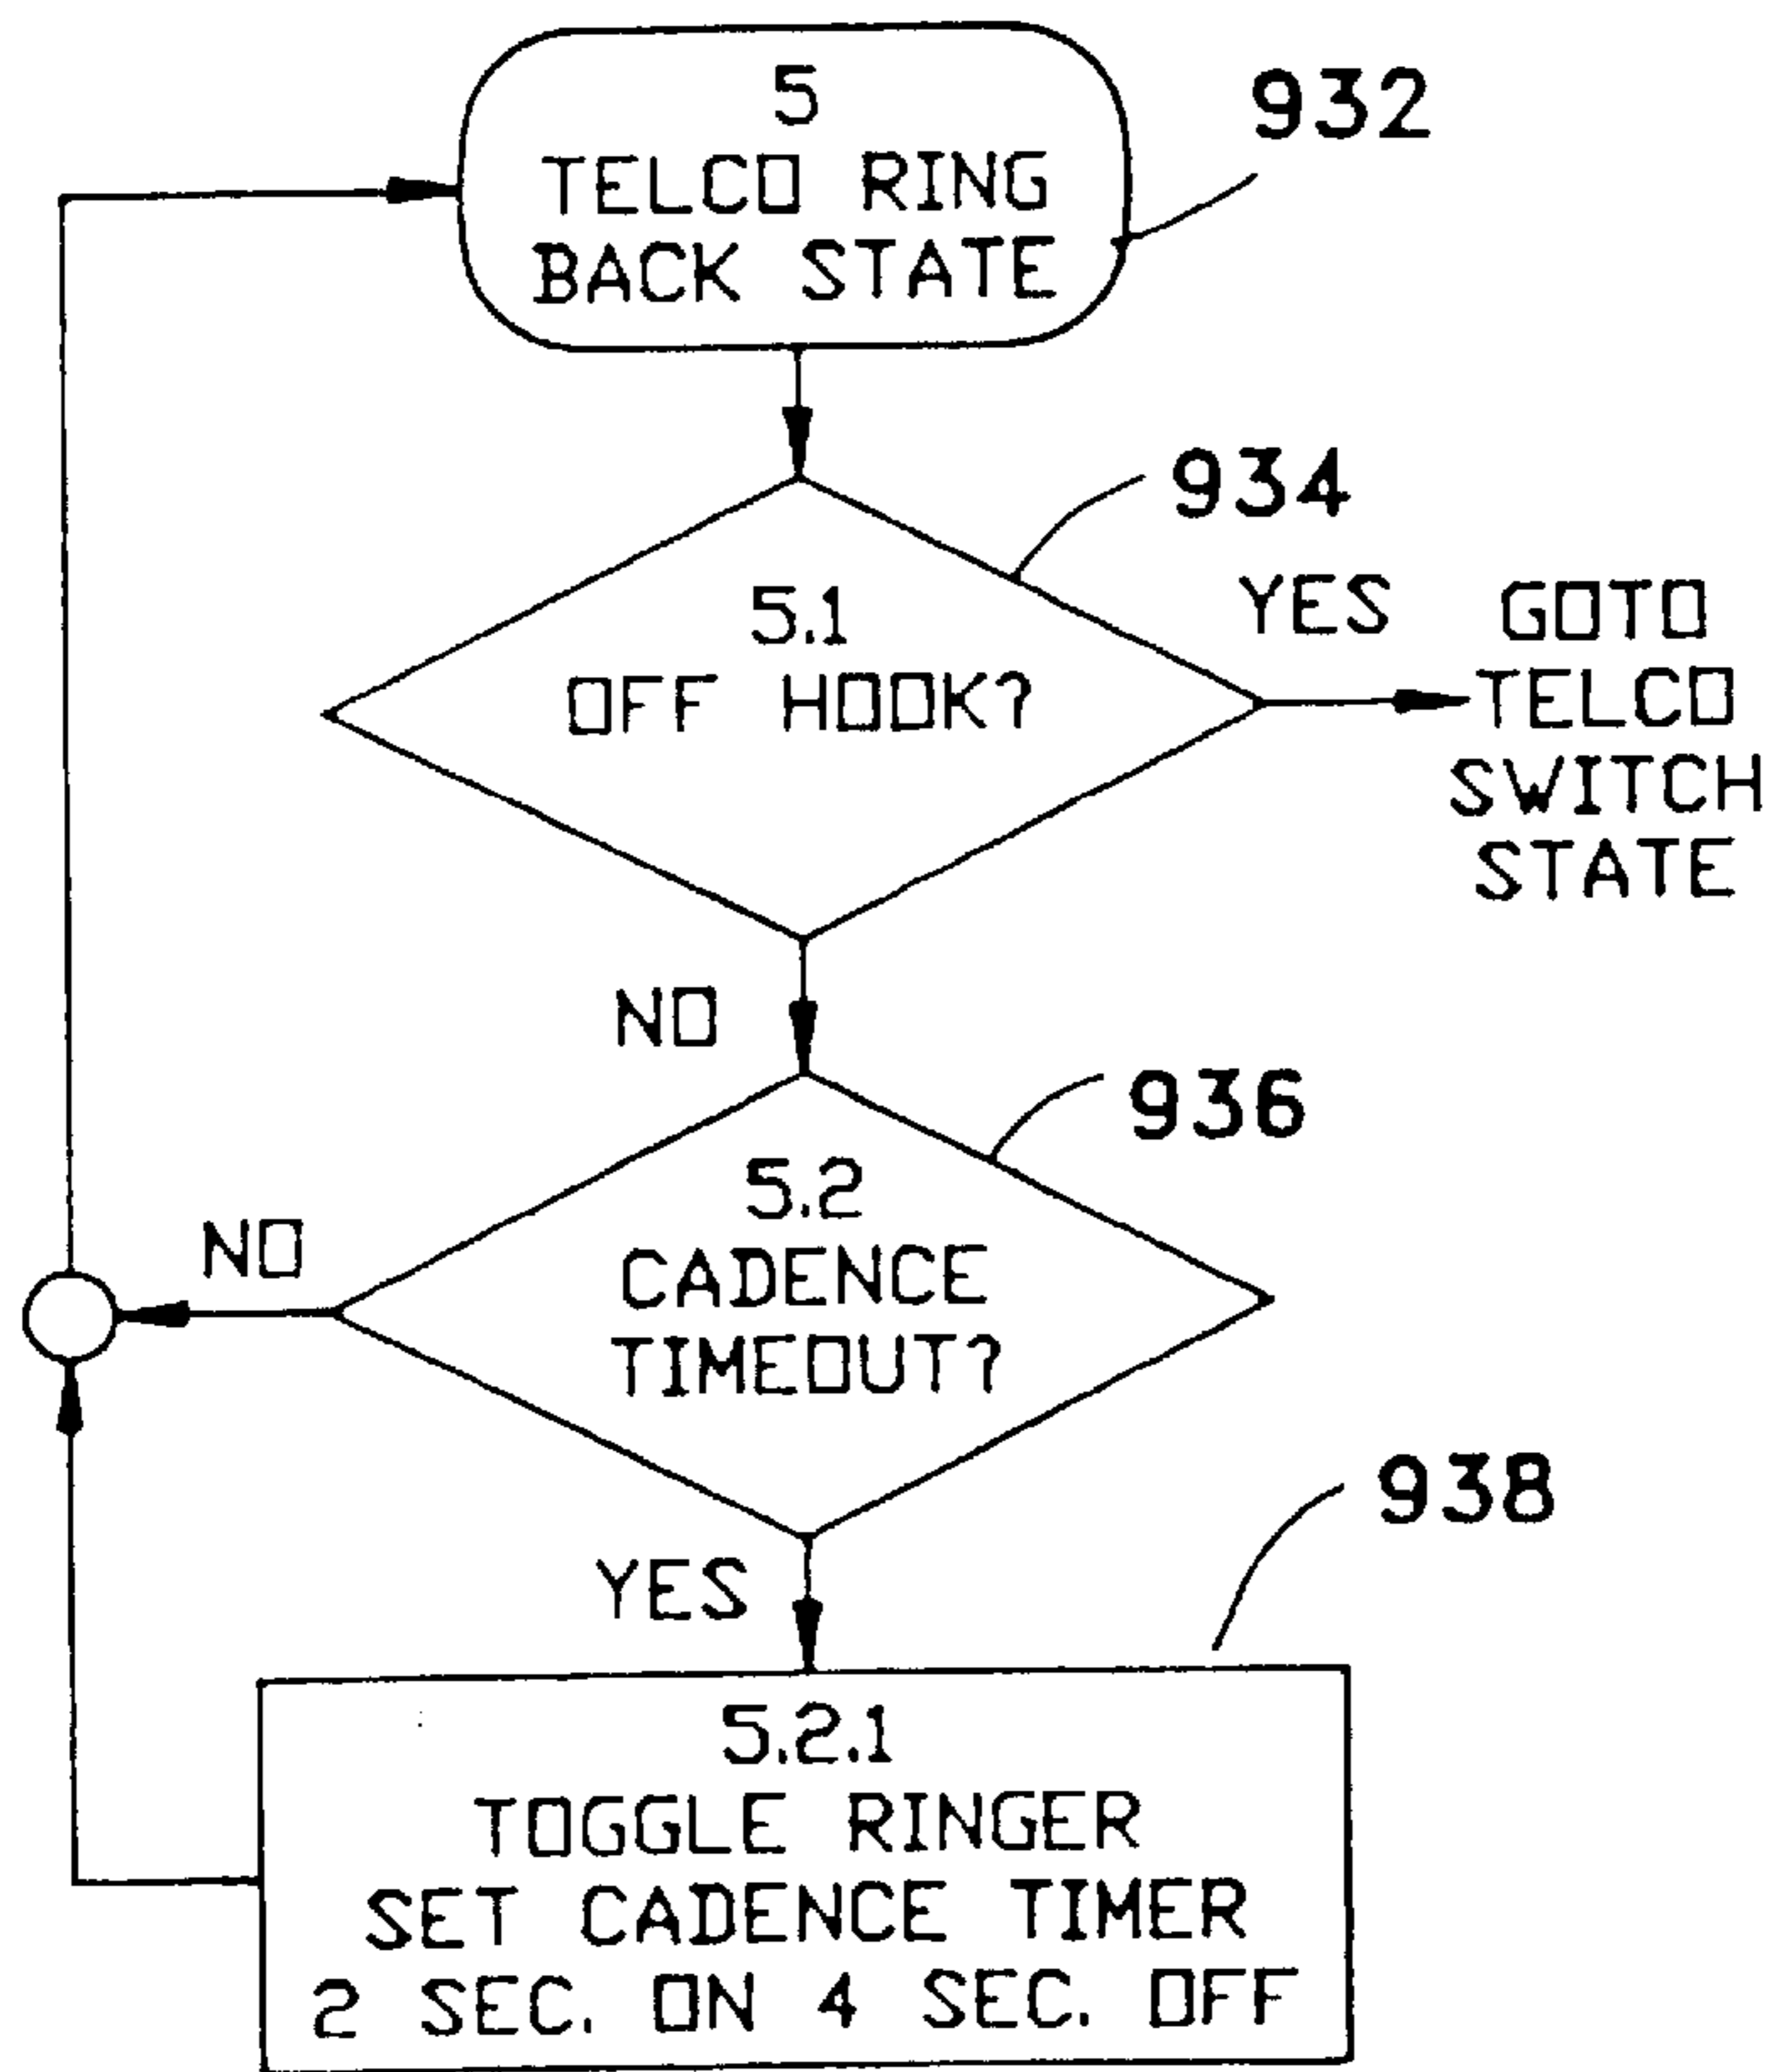 5
TELCO RING
BACK STATE
932
934
5.1
OFF HOOK?
YES
GOTO
TELCO
SWITCH
STATE
NO
936
5.2
CADENCE
TIMEOUT?
NO
YES
938
5.2.1
TOGGLE RINGER
SET CADENCE TIMER
2 SEC. ON 4 SEC. OFF